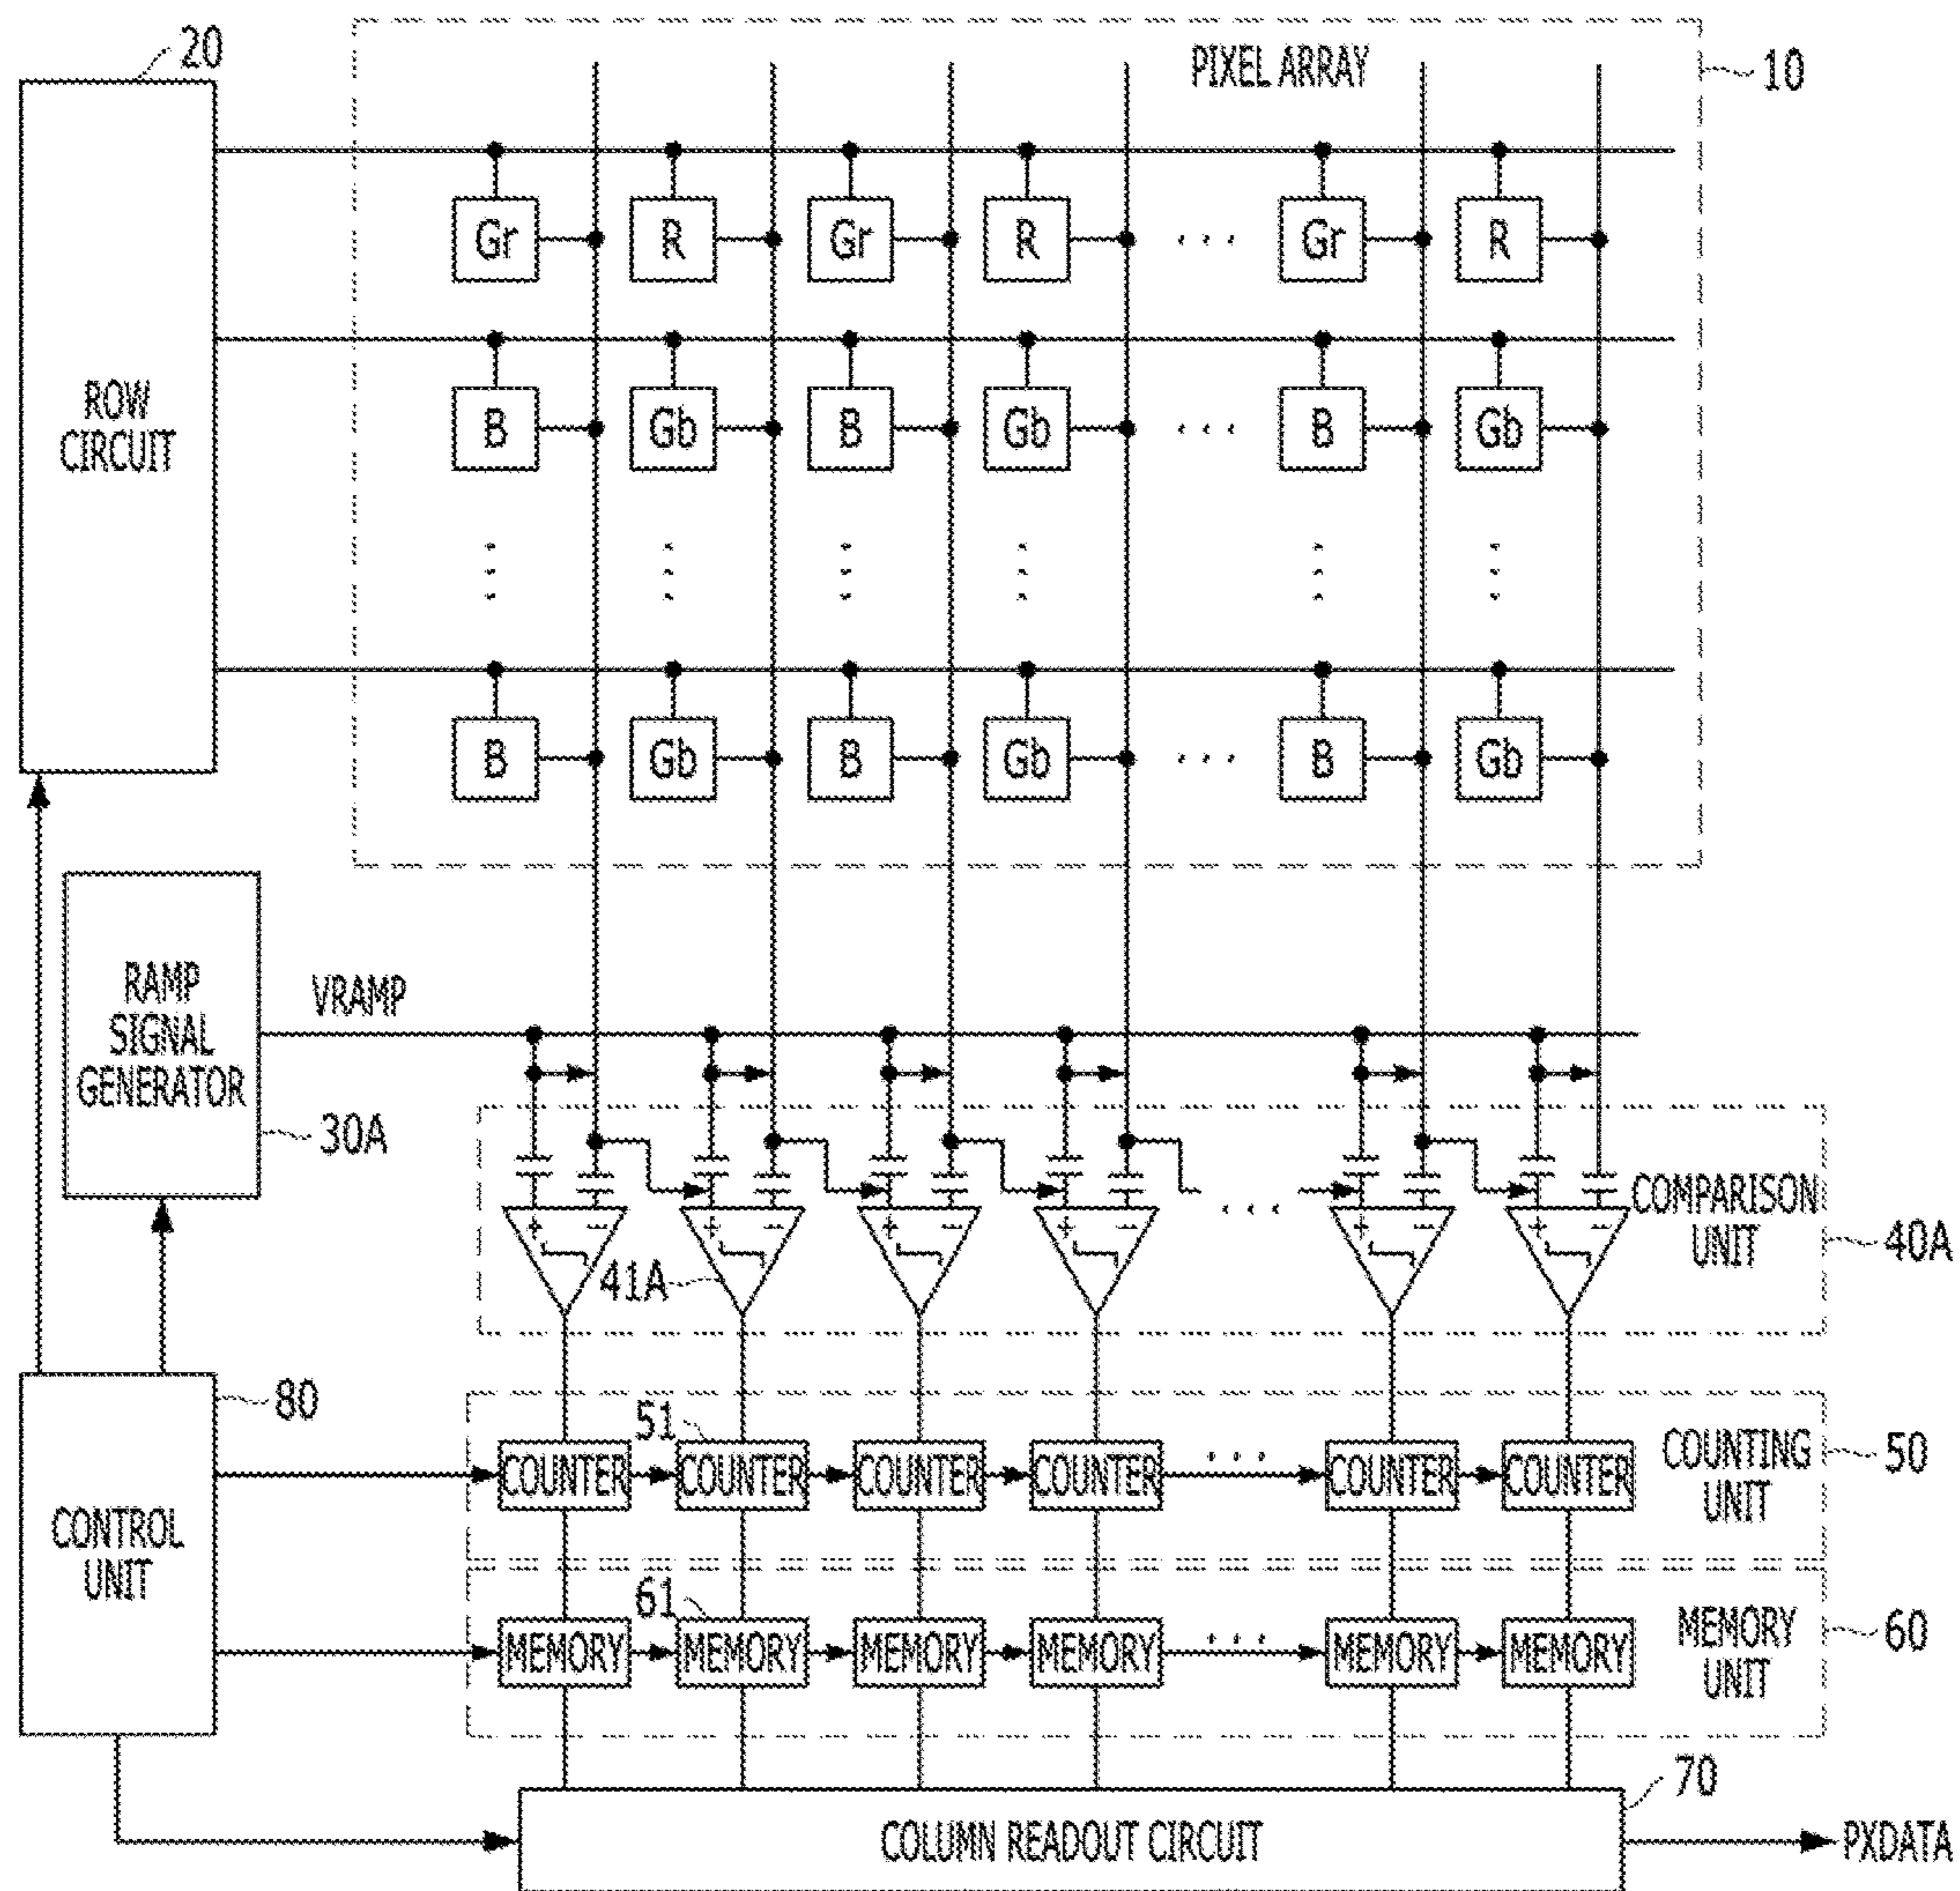 20
PIXEL ARRAY
10
Gr R Gr R ... Gr R
ROW
CIRCUIT
B Gb B Gb ... B Gb
B Gb B Gb ... B Gb
RAMP
SIGNAL
GENERATOR
VRAMP
30A
+ − + − + − + − ... + − + −
COMPARISON
UNIT
40A
41A
80
51
COUNTER COUNTER COUNTER COUNTER ... COUNTER COUNTER
COUNTING
UNIT
50
CONTROL
UNIT
61
MEMORY MEMORY MEMORY MEMORY ... MEMORY MEMORY
MEMORY
UNIT
60
70
COLUMN READOUT CIRCUIT
PXDATA